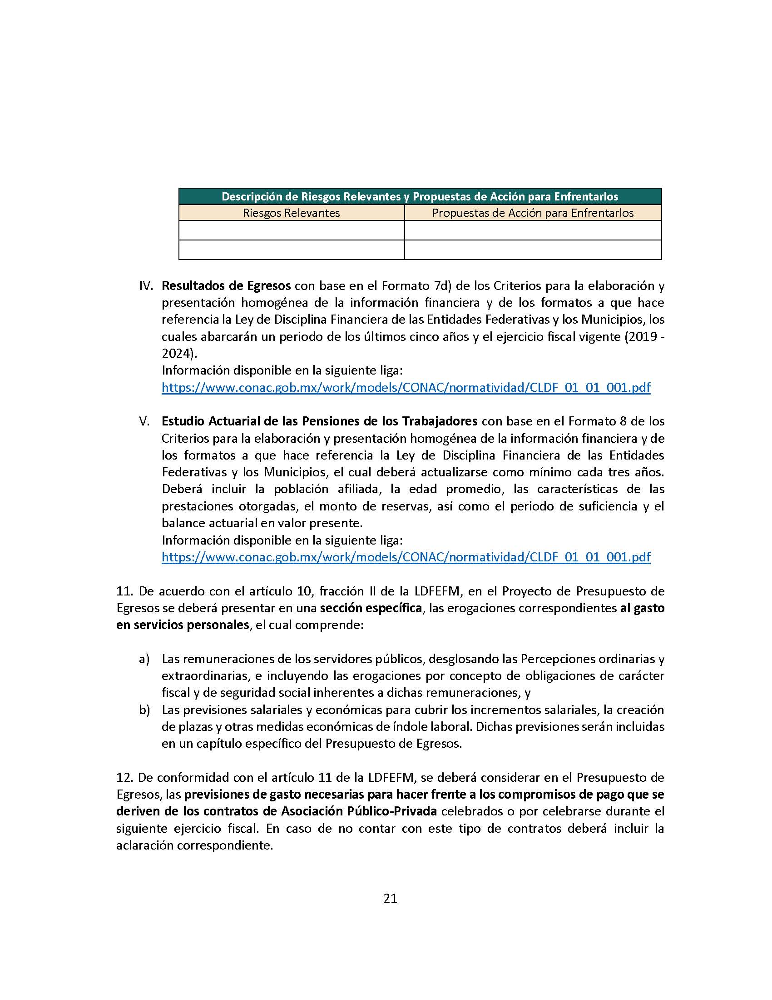 Descripción de Riesgos Relevantes y Propuestas de Acción para Enfrentarlos
Riesgos Relevantes Propuestas de Acción para Enfrentarlos
IV. Resultados de Egresos con base en el Formato 7d) de los Criterios para la elaboración y
presentación homogénea de la información financiera y de los formatos a que hace
referencia la Ley de Disciplina Financiera de las Entidades Federativas y los Municipios, los
cuales abarcarán un periodo de los últimos cinco años y el ejercicio fiscal vigente (2019 -
2024).
Información disponible en la siguiente liga:
https://www.conac.gob.mx/work/models/CONAC/normatividad/CLDF_01_01_001.pdf
V. Estudio Actuarial de las Pensiones de los Trabajadores con base en el Formato 8 de los
Criterios para la elaboración y presentación homogénea de la información financiera y de
los formatos a que hace referencia la Ley de Disciplina Financiera de las Entidades
Federativas y los Municipios, el cual deberá actualizarse como mínimo cada tres años.
Deberá incluir la población afiliada, la edad promedio, las características de las
prestaciones otorgadas, el monto de reservas, así como el periodo de suficiencia y el
balance actuarial en valor presente.
Información disponible en la siguiente liga:
https://www.conac.gob.mx/work/models/CONAC/normatividad/CLDF_01_01_001.pdf
11. De acuerdo con el artículo 10, fracción II de la LDFEFM, en el Proyecto de Presupuesto de
Egresos se deberá presentar en una sección específica, las erogaciones correspondientes al gasto
en servicios personales, el cual comprende:
a) Las remuneraciones de los servidores públicos, desglosando las Percepciones ordinarias y
extraordinarias, e incluyendo las erogaciones por concepto de obligaciones de carácter
fiscal y de seguridad social inherentes a dichas remuneraciones, y
b) Las previsiones salariales y económicas para cubrir los incrementos salariales, la creación
de plazas y otras medidas económicas de índole laboral. Dichas previsiones serán incluidas
en un capítulo específico del Presupuesto de Egresos.
12. De conformidad con el artículo 11 de la LDFEFM, se deberá considerar en el Presupuesto de
Egresos, las previsiones de gasto necesarias para hacer frente a los compromisos de pago que se
deriven de los contratos de Asociación Público-Privada celebrados o por celebrarse durante el
siguiente ejercicio fiscal. En caso de no contar con este tipo de contratos deberá incluir la
aclaración correspondiente.
21